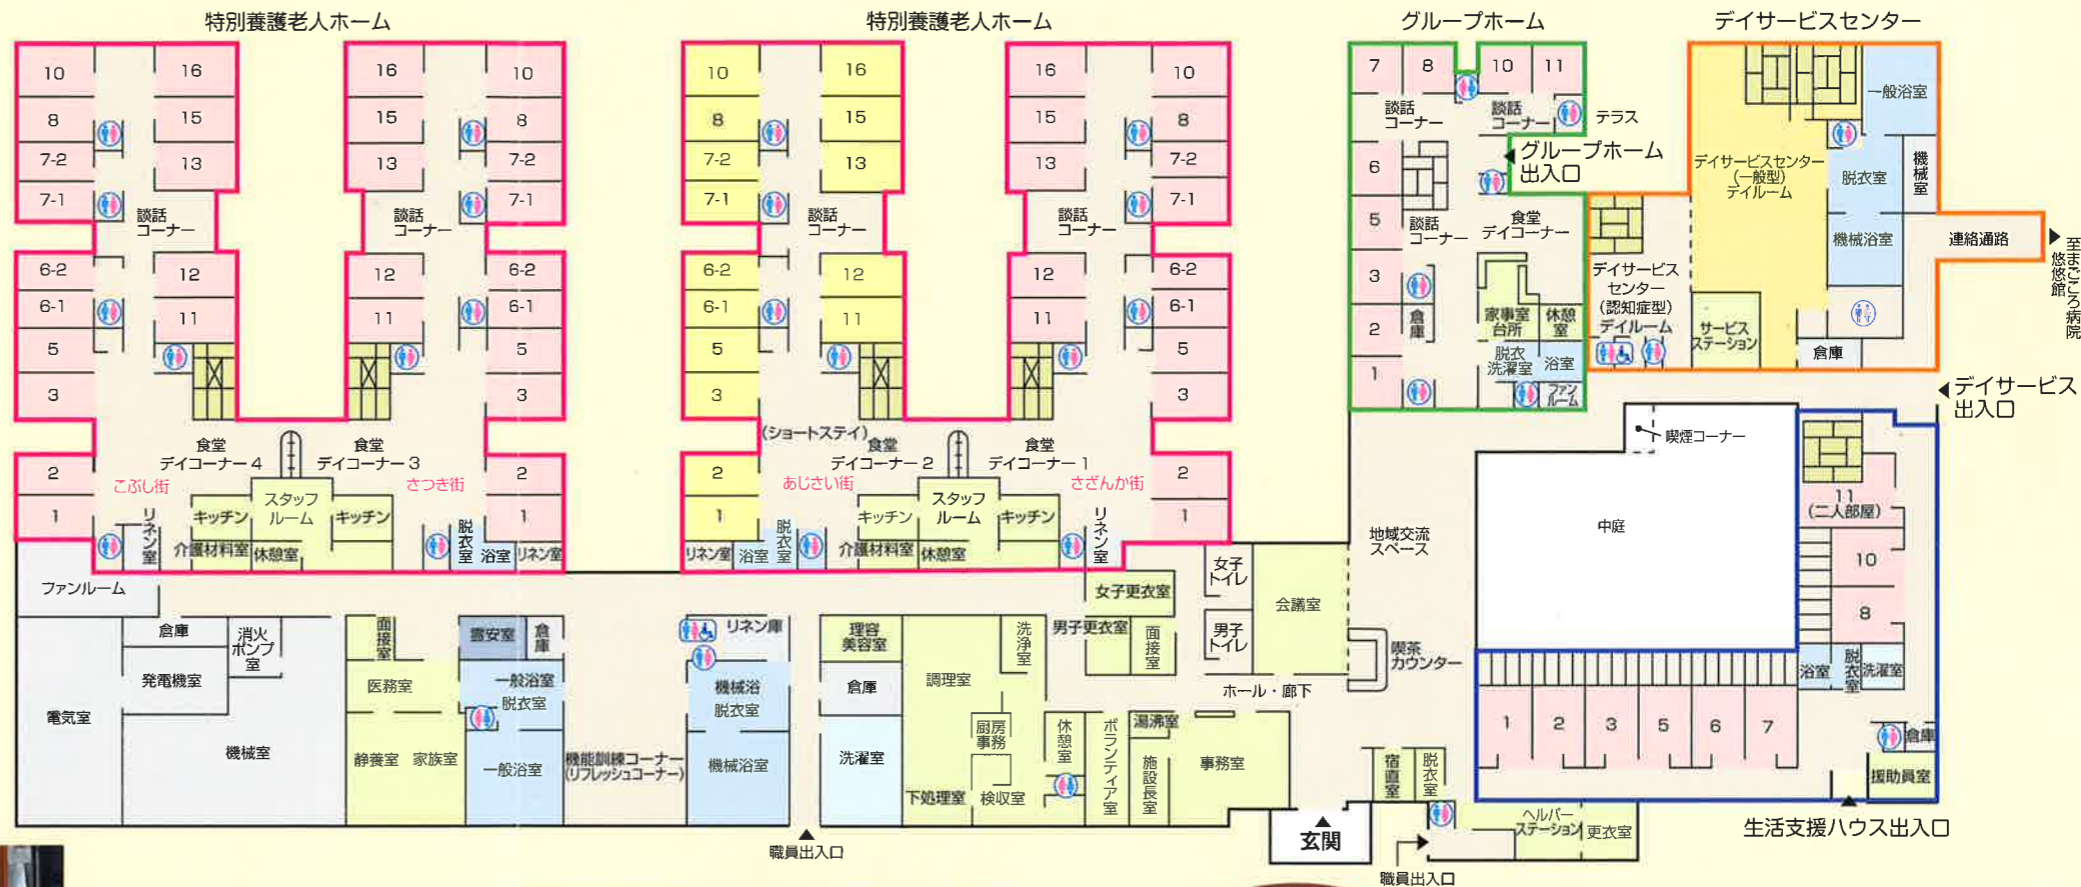 特別養護老人ホーム
特別養護老人ホーム
グループホーム
デイサービスセンター
10
16
8
15
7-2
13
7-1
談話
コーナー
6-2
12
6-1
11
5
3
2
1
食堂
デイコーナー4
こぶし街
リネン室
キッチン
介護材料室
スタッフ
ルーム
休憩室
16
10
15
8
13
7-2
7-1
談話
コーナー
12
6-2
11
6-1
5
3
2
1
食堂
デイコーナー3
さつき街
キッチン
脱衣室
浴室
リネン室
10
16
8
15
7-2
13
7-1
談話
コーナー
6-2
12
6-1
11
5
3
2
1
(ショートステイ)
食堂
デイコーナー2
あじさい街
リネン室
浴室
脱衣室
キッチン
介護材料室
スタッフ
ルーム
休憩室
16
10
15
8
13
7-2
7-1
談話
コーナー
12
6-2
11
6-1
5
3
2
1
食堂
デイコーナー1
さざんか街
キッチン
リネン室
7
8
10
11
談話
コーナー
談話
コーナー
テラス
グループホーム
出入口
6
5
談話
コーナー
食堂
デイコーナー
3
2
倉庫
1
家事室
台所
休憩室
脱衣
洗濯室
浴室
ファン
ルーム
一般浴室
デイサービスセンター
(一般型)
デイルーム
脱衣室
機械室
機械浴室
連絡通路
至まごころ病院
悠悠館
デイサービス
センター
(認知症型)
デイルーム
サービス
ステーション
倉庫
デイサービス
出入口
喫煙コーナー
中庭
11
(二人部屋)
10
8
浴室
脱衣室
洗濯室
1
2
3
5
6
7
倉庫
援助員室
生活支援ハウス出入口
地域交流
スペース
女子
トイレ
男子
トイレ
会議室
喫茶
カウンター
ホール・廊下
ファンルーム
電気室
倉庫
消火
ポンプ
室
発電機室
機械室
面接室
医務室
静養室
家族室
霊安室
倉庫
一般浴室
脱衣室
一般浴室
機能訓練コーナー
(リフレッシュコーナー)
リネン庫
機械浴
脱衣室
機械浴室
職員出入口
理容
美容室
倉庫
洗濯室
調理室
洗浄室
厨房
事務
下処理室
検収室
女子更衣室
男子更衣室
面接室
休憩室
ボランティア室
湯沸室
施設長室
事務室
玄関
宿直室
脱衣室
ヘルパー
ステーション
更衣室
職員出入口